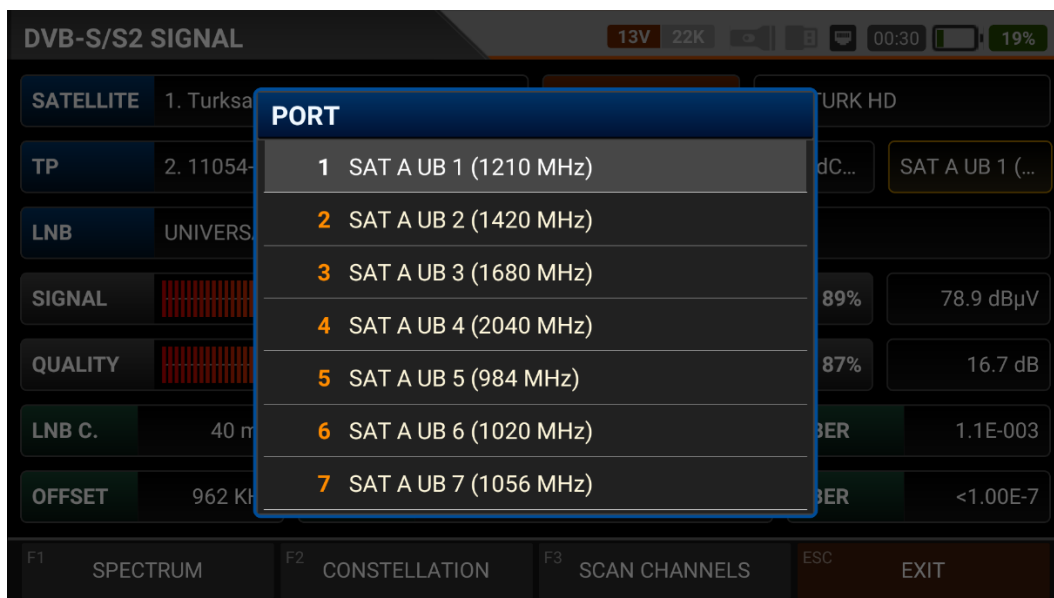 DVB-S/S2 SIGNAL 13V 22K 00:30 19%
SATELLITE 1. Turksa TURK HD
PORT
TP 2. 11054- dC... SAT A UB 1 (...
1 SAT A UB 1 (1210 MHz)
2 SAT A UB 2 (1420 MHz)
LNB UNIVERS
3 SAT A UB 3 (1680 MHz)
SIGNAL 89% 78.9 dBµV
4 SAT A UB 4 (2040 MHz)
QUALITY 87% 16.7 dB
5 SAT A UB 5 (984 MHz)
LNB C. 40 m BER 1.1E-003
6 SAT A UB 6 (1020 MHz)
7 SAT A UB 7 (1056 MHz)
OFFSET 962 KH BER <1.00E-7
F1 SPECTRUM F2 CONSTELLATION F3 SCAN CHANNELS ESC EXIT